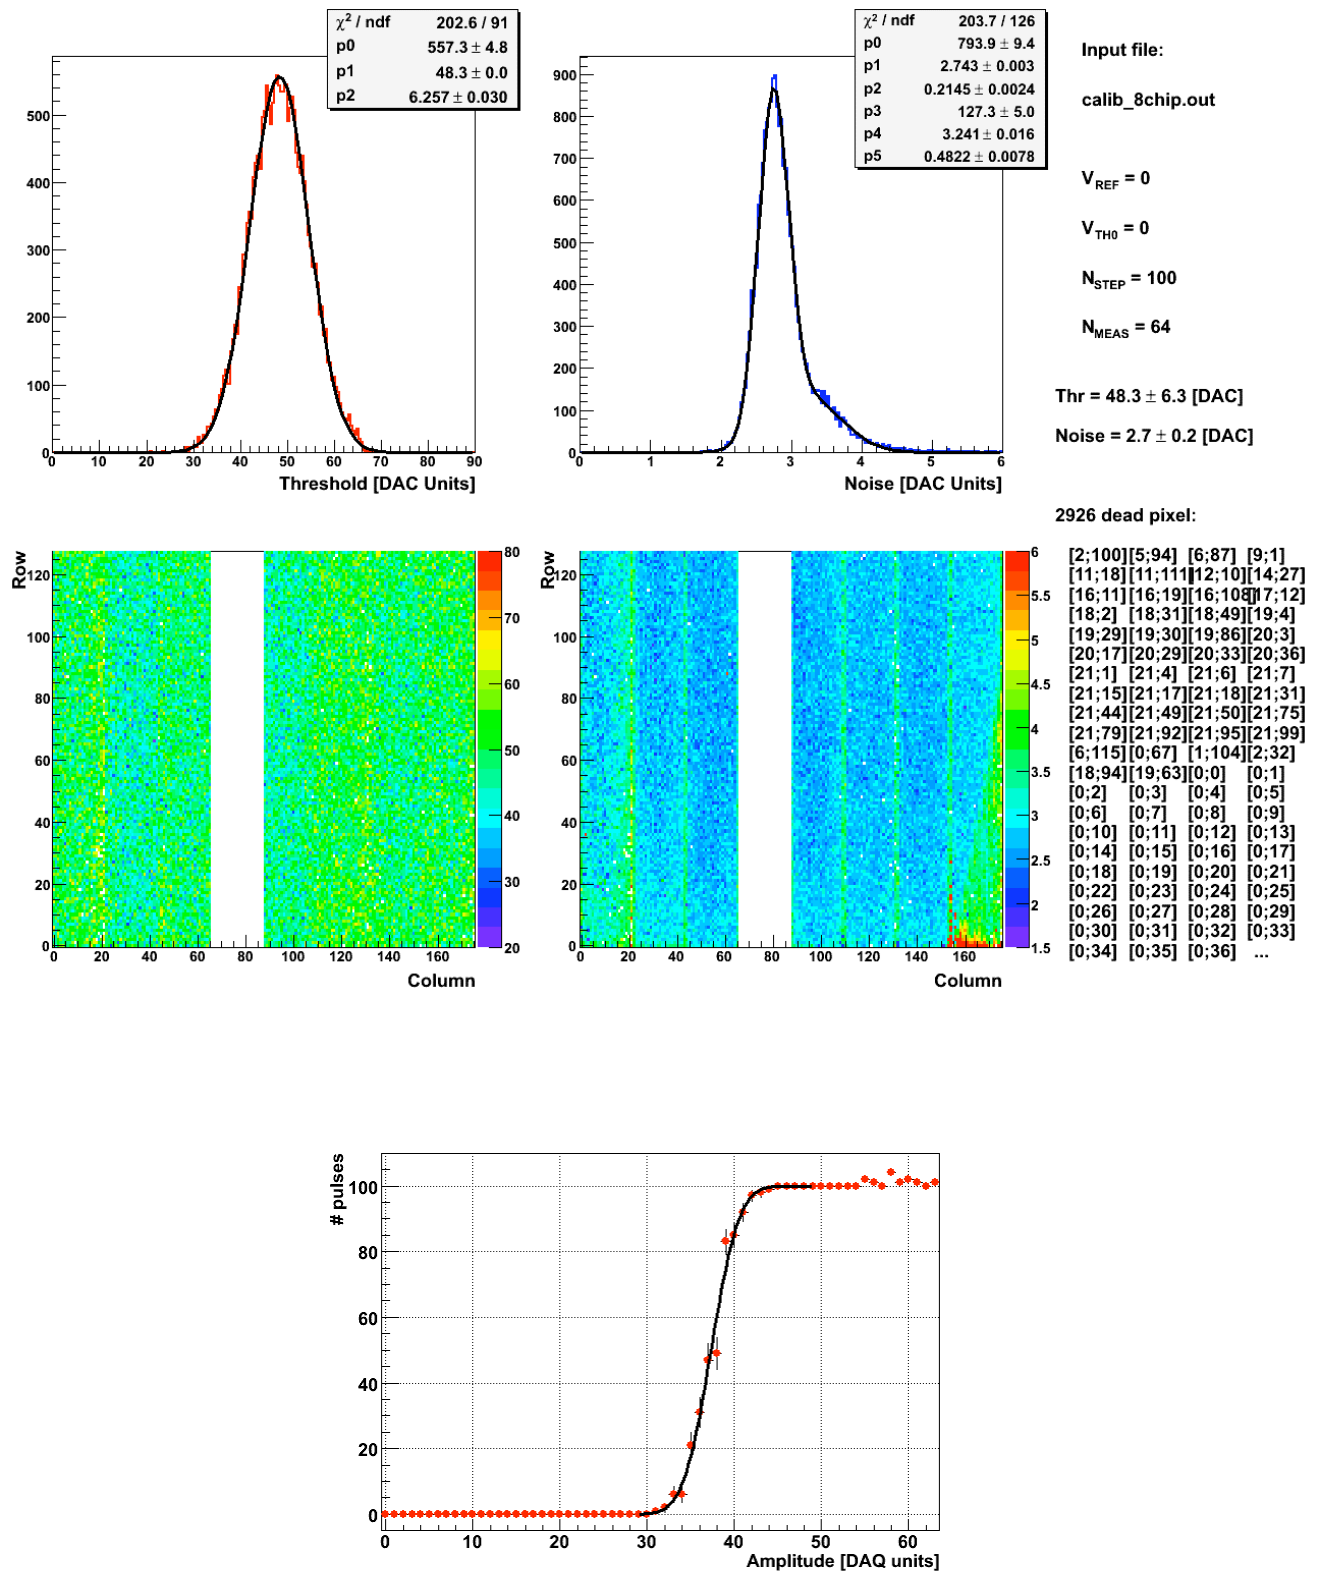 χ² / ndf 202.6 / 91
p0 557.3 ± 4.8
p1 48.3 ± 0.0
p2 6.257 ± 0.030
500
400
300
200
100
0
0 10 20 30 40 50 60 70 80 90
Threshold [DAC Units]
χ² / ndf 203.7 / 126
p0 793.9 ± 9.4
p1 2.743 ± 0.003
p2 0.2145 ± 0.0024
p3 127.3 ± 5.0
p4 3.241 ± 0.016
p5 0.4822 ± 0.0078
900
800
700
600
500
400
300
200
100
0
0 1 2 3 4 5 6
Noise [DAC Units]
Input file:
calib_8chip.out
V_REF = 0
V_TH0 = 0
N_STEP = 100
N_MEAS = 64
Thr = 48.3 ± 6.3 [DAC]
Noise = 2.7 ± 0.2 [DAC]
Row
120
100
80
60
40
20
0
0 20 40 60 80 100 120 140 160
Column
80
70
60
50
40
30
20
Row
120
100
80
60
40
20
0
0 20 40 60 80 100 120 140 160
Column
6
5.5
5
4.5
4
3.5
3
2.5
2
1.5
2926 dead pixel:
[2;100] [5;94] [6;87] [9;1]
[11;18] [11;111] [12;10] [14;27]
[16;11] [16;19] [16;108] [17;12]
[18;2] [18;31] [18;49] [19;4]
[19;29] [19;30] [19;86] [20;3]
[20;17] [20;29] [20;33] [20;36]
[21;1] [21;4] [21;6] [21;7]
[21;15] [21;17] [21;18] [21;31]
[21;44] [21;49] [21;50] [21;75]
[21;79] [21;92] [21;95] [21;99]
[6;115] [0;67] [1;104] [2;32]
[18;94] [19;63] [0;0] [0;1]
[0;2] [0;3] [0;4] [0;5]
[0;6] [0;7] [0;8] [0;9]
[0;10] [0;11] [0;12] [0;13]
[0;14] [0;15] [0;16] [0;17]
[0;18] [0;19] [0;20] [0;21]
[0;22] [0;23] [0;24] [0;25]
[0;26] [0;27] [0;28] [0;29]
[0;30] [0;31] [0;32] [0;33]
[0;34] [0;35] [0;36] ...
# pulses
100
80
60
40
20
0
0 10 20 30 40 50 60
Amplitude [DAQ units]